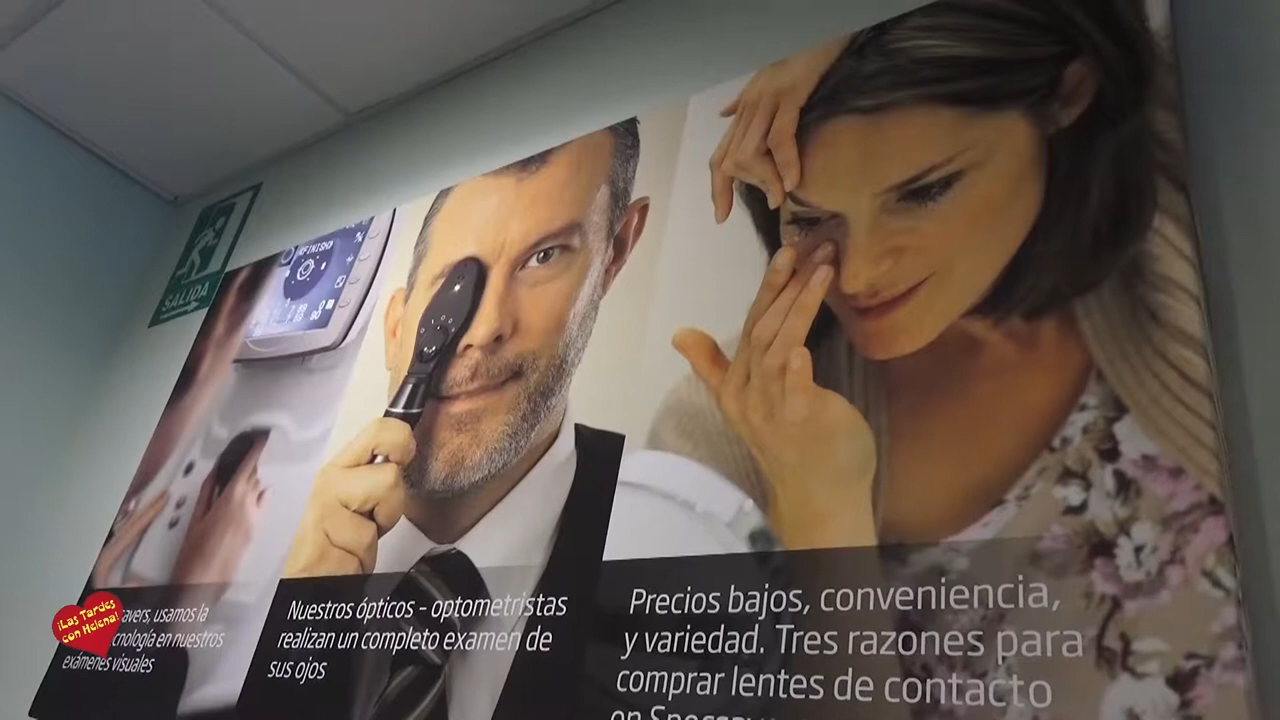 SALIDA
¡Las Tardes
con Helena!
avers, usamos la
cnología en nuestros
exámenes visuales
Nuestros ópticos - optometristas
realizan un completo examen de
sus ojos
Precios bajos, conveniencia,
y variedad. Tres razones para
comprar lentes de contacto
en